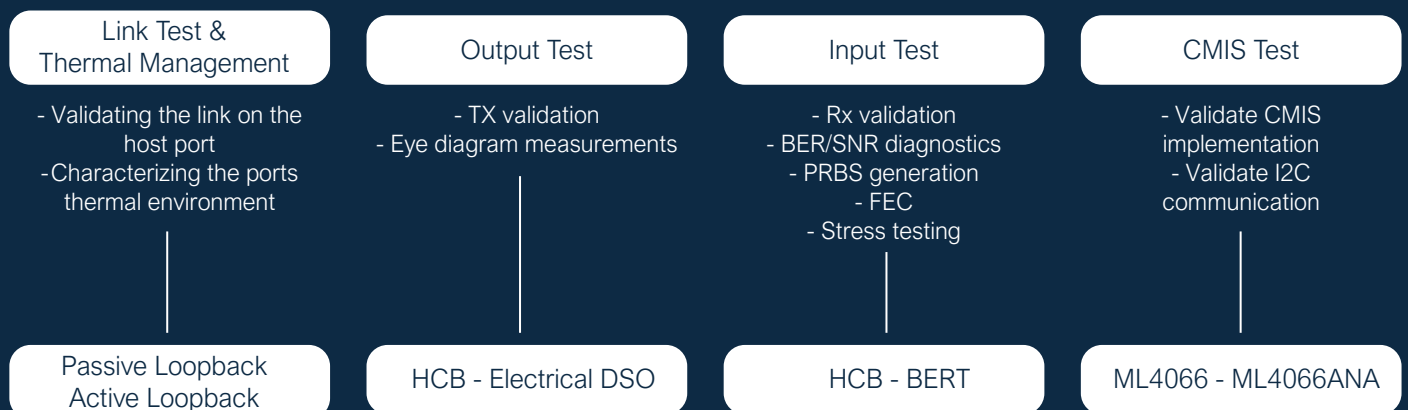 Link Test &
Thermal Management
- Validating the link on the
host port
-Characterizing the ports
thermal environment
Passive Loopback
Active Loopback
Output Test
- TX validation
- Eye diagram measurements
HCB - Electrical DSO
Input Test
- Rx validation
- BER/SNR diagnostics
- PRBS generation
- FEC
- Stress testing
HCB - BERT
CMIS Test
- Validate CMIS
implementation
- Validate I2C
communication
ML4066 - ML4066ANA